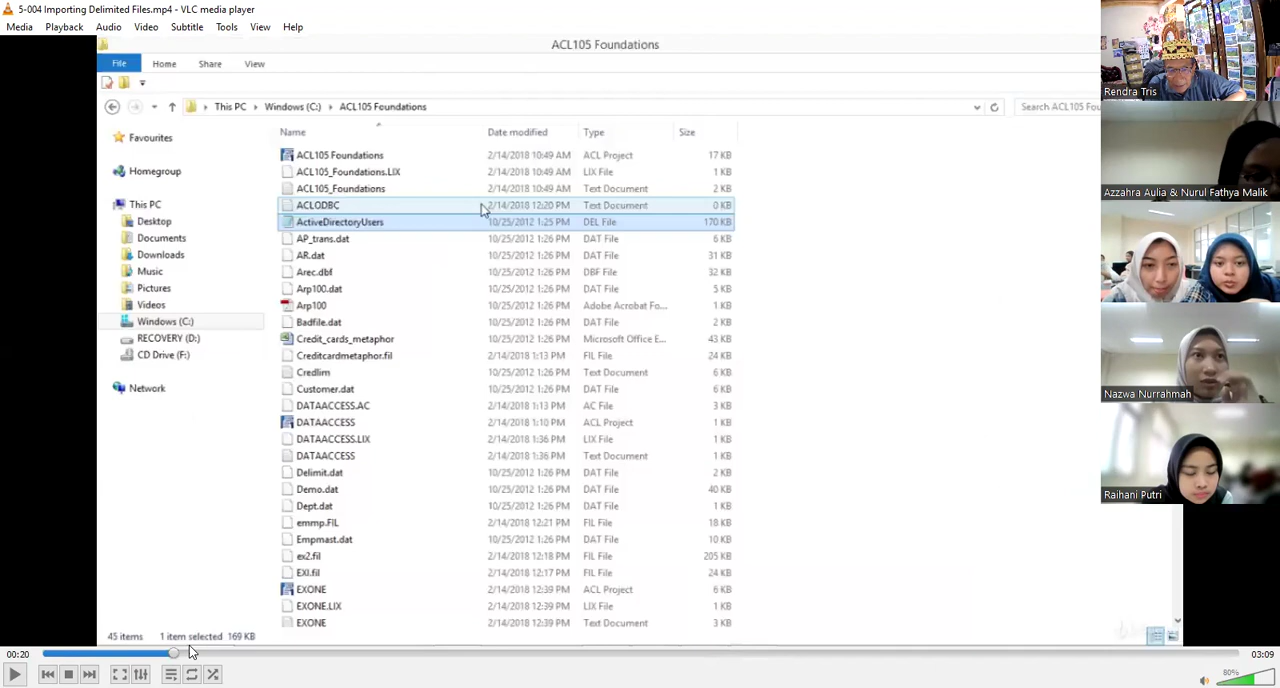 5-004 Importing Delimited Files.mp4 - VLC media player
Media Playback Audio Video Subtitle Tools View Help
ACL105 Foundations
File Home Share View
This PC Windows (C:) ACL105 Foundations
Search ACL105 Fou
Name Date modified Type Size
Favourites
Homegroup
This PC
Desktop
Documents
Downloads
Music
Pictures
Videos
Windows (C:)
RECOVERY (D:)
CD Drive (F:)
Network
ACL105 Foundations 2/14/2018 10:49 AM ACL Project 17 KB
ACL105_Foundations.LIX 2/14/2018 10:49 AM LIX File 1 KB
ACL105_Foundations 2/14/2018 10:49 AM Text Document 2 KB
ACLODBC 2/14/2018 12:20 PM Text Document 0 KB
ActiveDirectoryUsers 10/25/2012 1:25 PM DEL File 170 KB
AP_trans.dat 10/25/2012 1:26 PM DAT File 6 KB
AR.dat 10/25/2012 1:26 PM DAT File 31 KB
Arec.dbf 10/25/2012 1:26 PM DBF File 32 KB
Arp100.dat 10/25/2012 1:26 PM DAT File 5 KB
Arp100 10/25/2012 1:26 PM Adobe Acrobat Fo... 1 KB
Badfile.dat 10/25/2012 1:26 PM DAT File 2 KB
Credit_cards_metaphor 10/25/2012 1:26 PM Microsoft Office E... 43 KB
Creditcardmetaphor.fil 2/14/2018 1:13 PM FIL File 24 KB
Credlim 10/25/2012 1:26 PM Text Document 2 KB
Customer.dat 10/25/2012 1:26 PM DAT File 6 KB
DATAACCESS.AC 2/14/2018 1:13 PM AC File 3 KB
DATAACCESS 2/14/2018 1:10 PM ACL Project 1 KB
DATAACCESS.LIX 2/14/2018 1:36 PM LIX File 1 KB
DATAACCESS 2/14/2018 1:36 PM Text Document 2 KB
Delimit.dat 10/25/2012 1:26 PM DAT File 2 KB
Demo.dat 10/25/2012 1:26 PM DAT File 40 KB
Dept.dat 10/25/2012 1:26 PM DAT File 1 KB
emmp.FIL 2/14/2018 12:21 PM FIL File 18 KB
Empmast.dat 10/25/2012 1:26 PM DAT File 10 KB
ex2.fil 2/14/2018 12:18 PM FIL File 205 KB
EXI.fil 2/14/2018 12:17 PM FIL File 24 KB
EXONE 2/14/2018 12:39 PM ACL Project 6 KB
EXONE.LIX 2/14/2018 12:39 PM LIX File 1 KB
EXONE 2/14/2018 12:39 PM Text Document 3 KB
45 items 1 item selected 169 KB
00:20
03:09
80%
Rendra Tris
Azzahra Aulia & Nurul Fathya Malik
Nazwa Nurrahmah
Raihani Putri